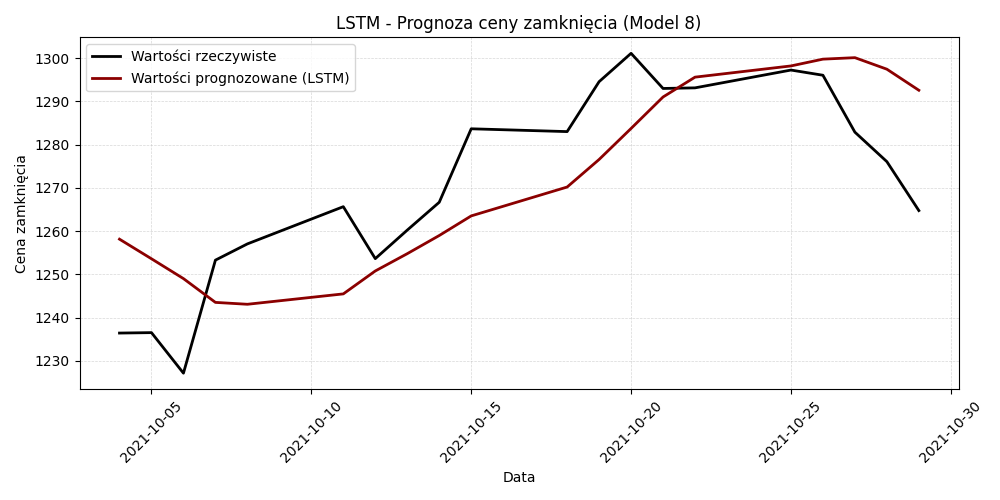 LSTM - Prognoza ceny zamknięcia (Model 8)
Wartości rzeczywiste
Wartości prognozowane (LSTM)
Cena zamknięcia
1300
1290
1280
1270
1260
1250
1240
1230
2021-10-05
2021-10-10
2021-10-15
2021-10-20
2021-10-25
2021-10-30
Data